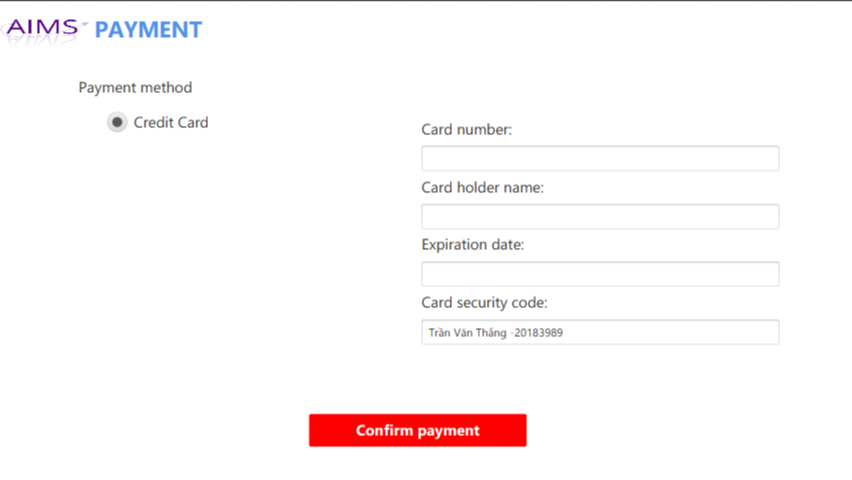 AIMS PAYMENT
Payment method
Credit Card
Card number:
Card holder name:
Expiration date:
Card security code:
Trần Văn Thắng -20183989
Confirm payment